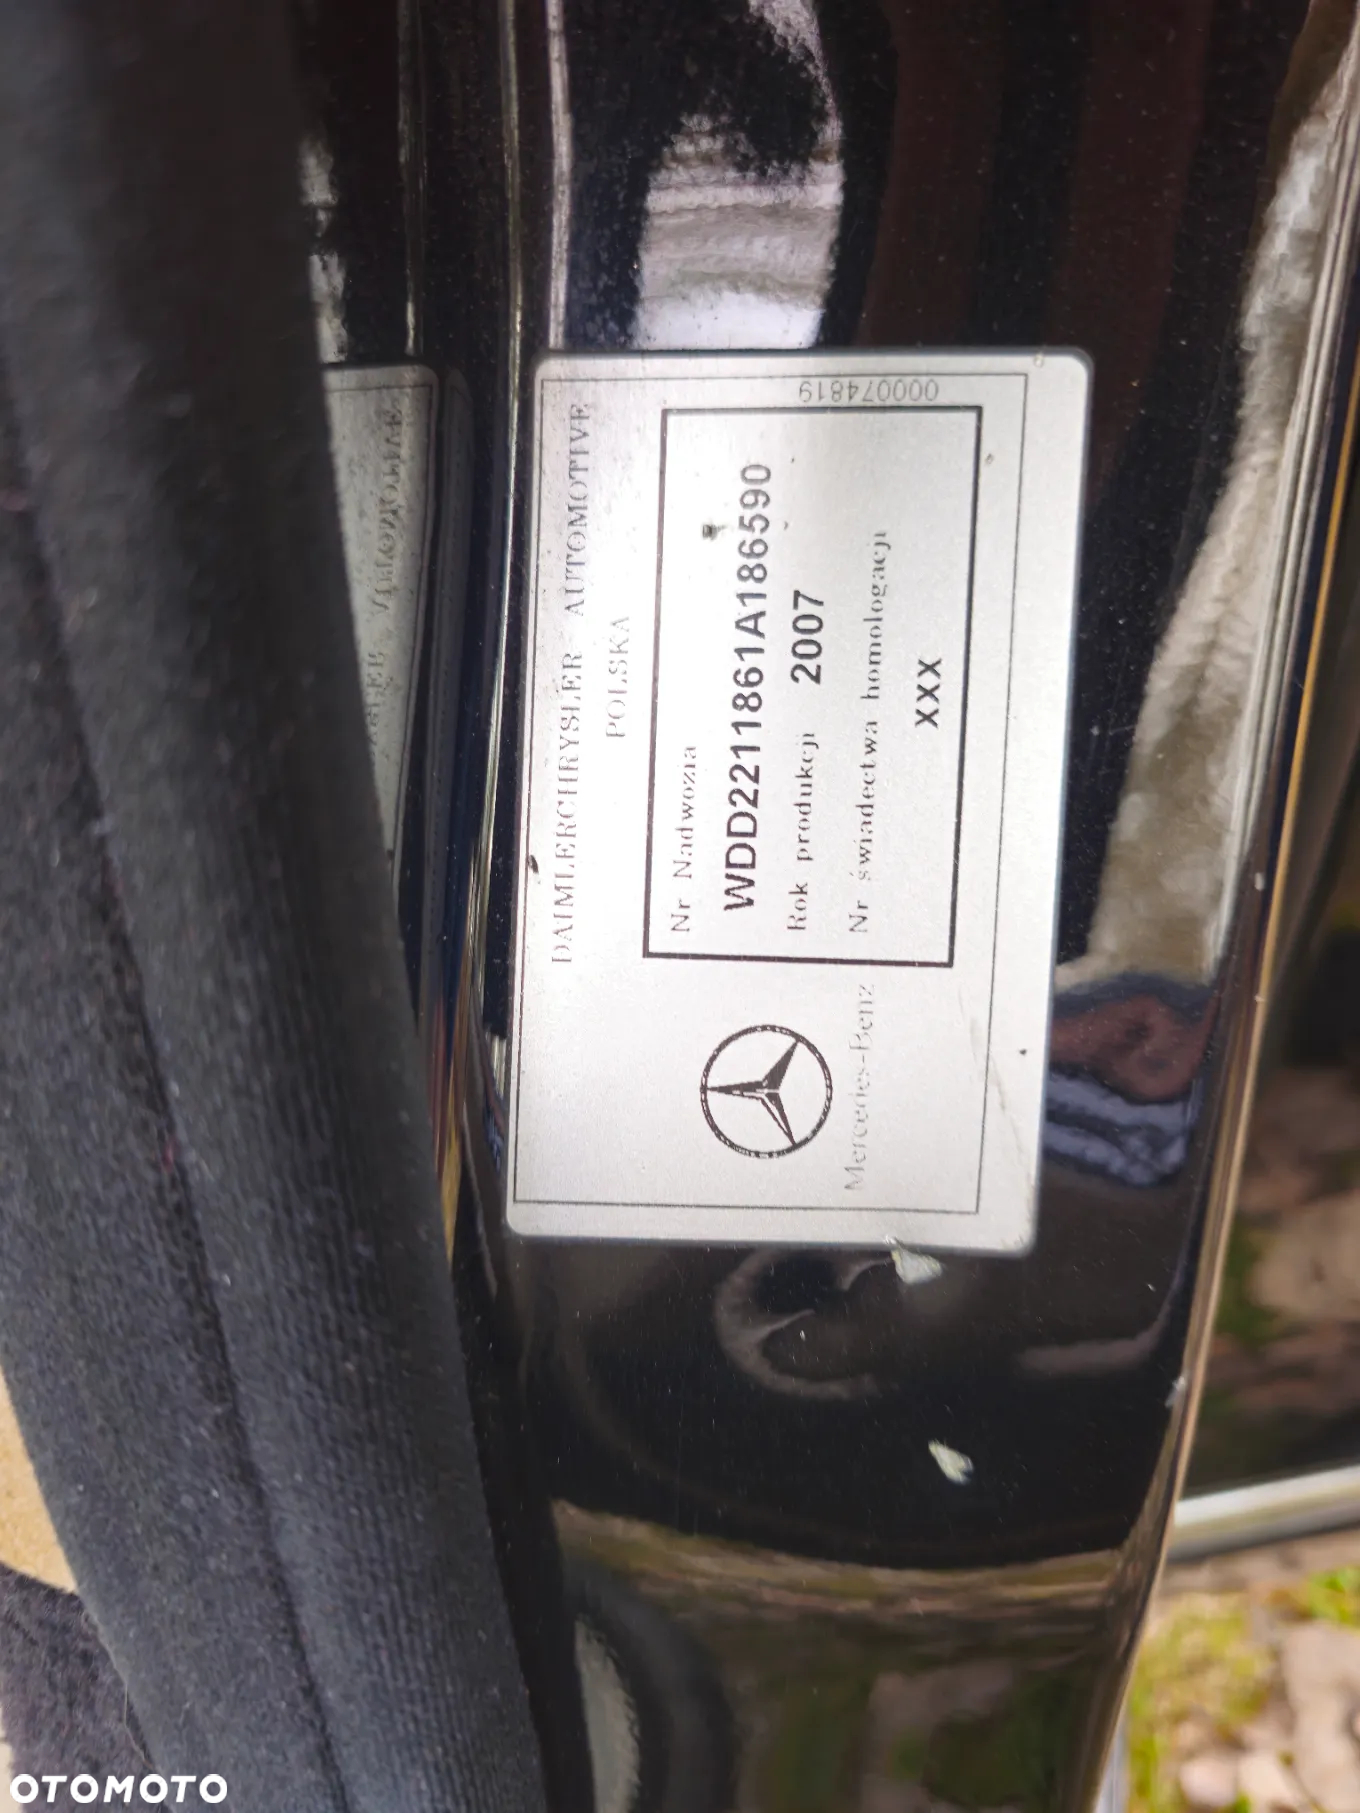 DAIMLERCHRYSLER AUTOMOTIVE
POLSKA
000074819
Nr Nadwozia
WDD2211861A186590
Rok produkcji 2007
Nr świadectwa homologacji
XXX
Mercedes-Benz
OTOMOTO